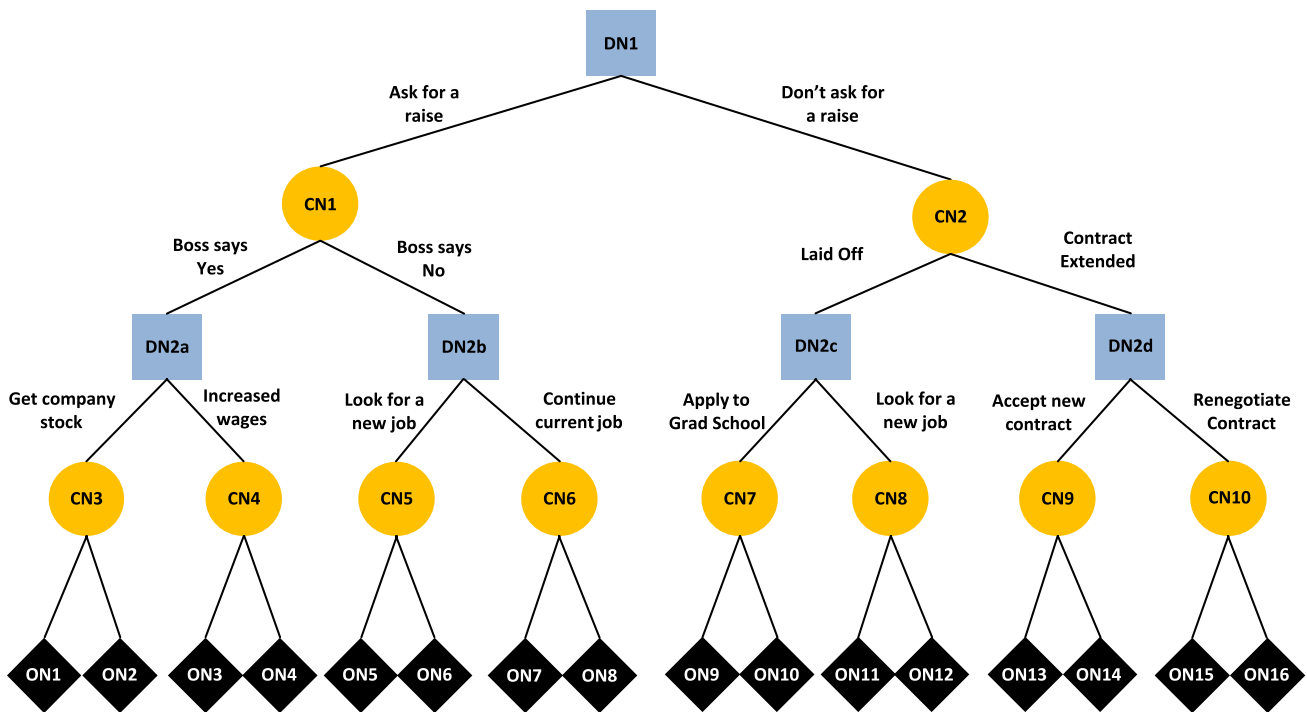 DN1
Ask for a
raise
Don’t ask for
a raise
CN1
CN2
Boss says
Yes
Boss says
No
Laid Off
Contract
Extended
DN2a
DN2b
DN2c
DN2d
Get company
stock
Increased
wages
Look for a
new job
Continue
current job
Apply to
Grad School
Look for a
new job
Accept new
contract
Renegotiate
Contract
CN3
CN4
CN5
CN6
CN7
CN8
CN9
CN10
ON1
ON2
ON3
ON4
ON5
ON6
ON7
ON8
ON9
ON10
ON11
ON12
ON13
ON14
ON15
ON16